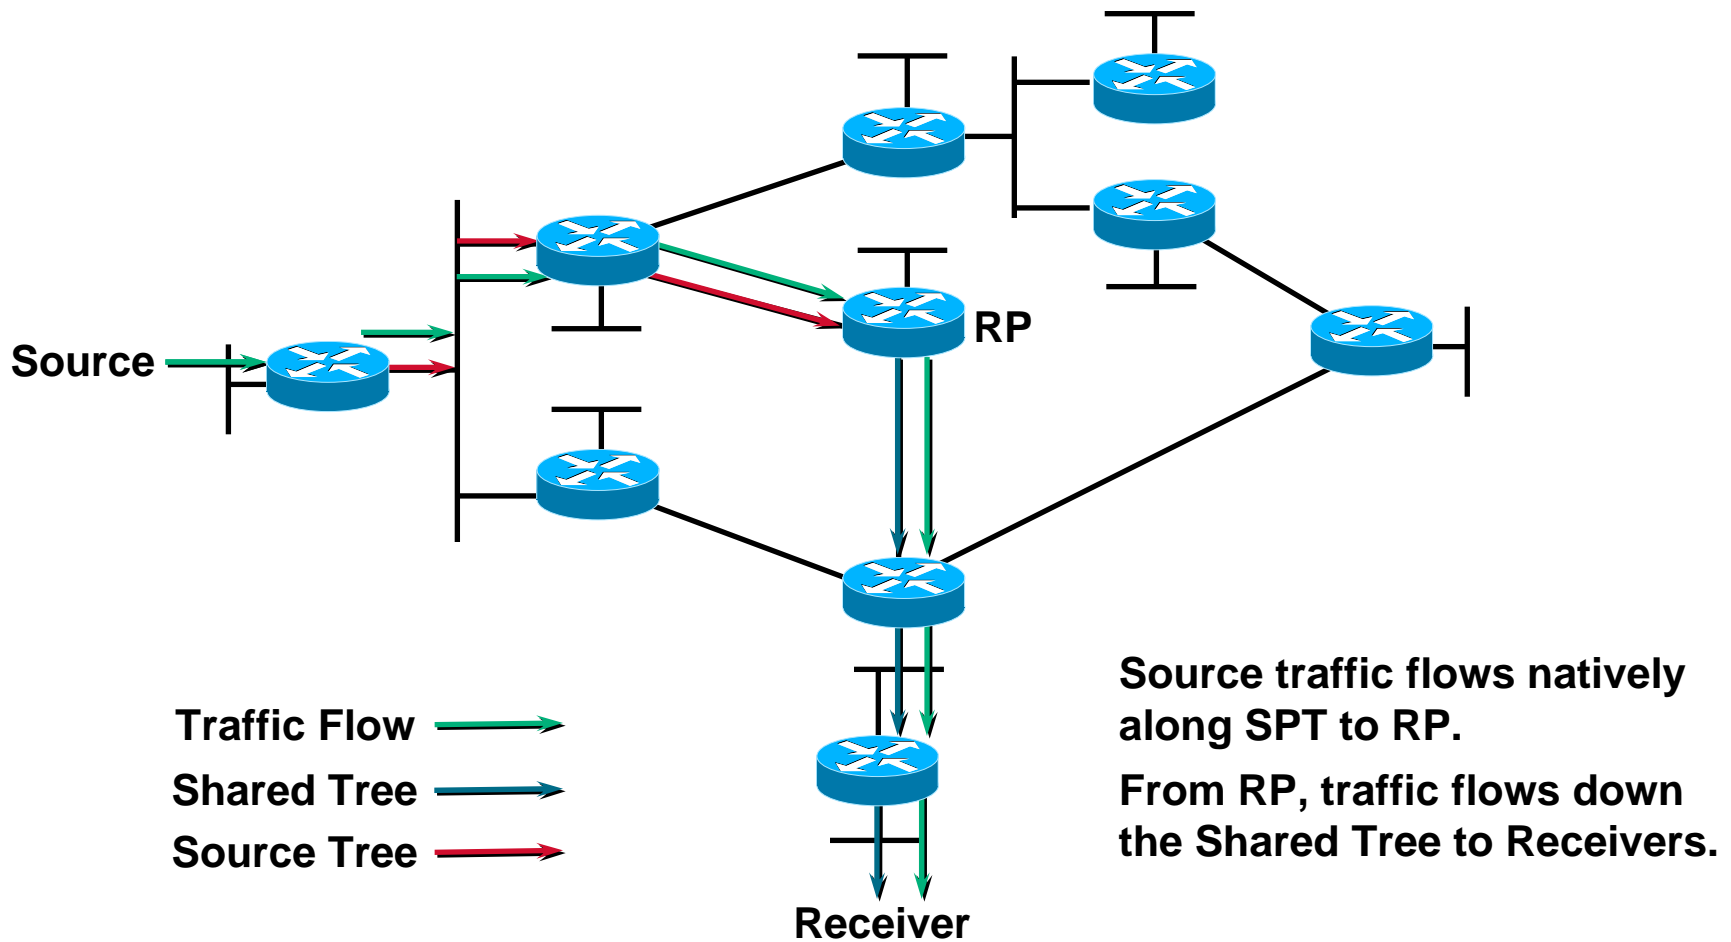 RP
Source
Traffic Flow
Shared Tree
Source Tree
Source traffic flows natively
along SPT to RP.
From RP, traffic flows down
the Shared Tree to Receivers.
Receiver